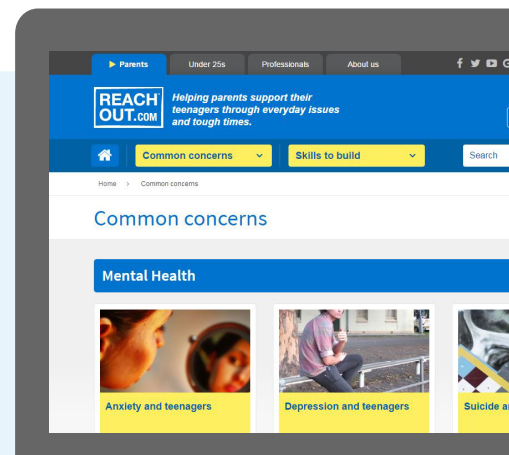 Parents Under 25s Professionals About us
REACH Helping parents support their
OUT.COM teenagers through everyday issues
and tough times.
Common concerns Skills to build Search
Home > Common concerns
Common concerns
Mental Health
Anxiety and teenagers Depression and teenagers Suicide